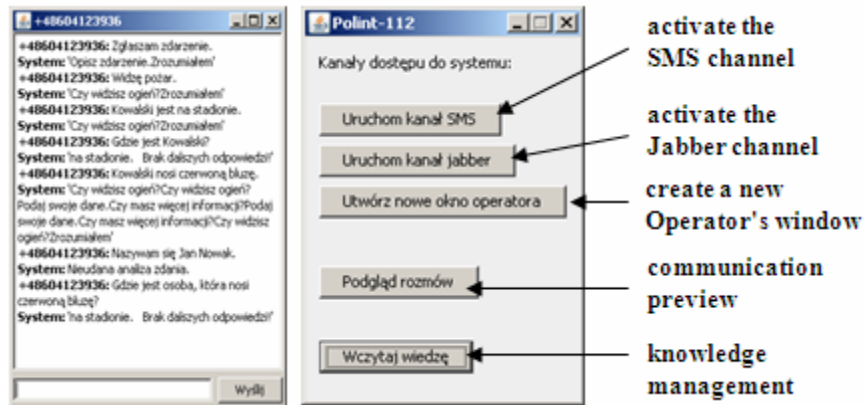 +48604123936
+48604123936: Zgłaszam zdarzenie.
System: 'Opisz zdarzenie.Zrozumiałem'
+48604123936: Widzę pożar.
System: 'Czy widzisz ogień?Zrozumiałem'
+48604123936: Kowalski jest na stadionie.
System: 'Czy widzisz ogień?Zrozumiałem'
+48604123936: Gdzie jest Kowalski?
System: 'na stadionie. Brak dalszych odpowiedzi!'
+48604123936: Kowalski nosi czerwoną bluzę.
System: 'Czy widzisz ogień?Czy widzisz ogień?
Podaj swoje dane.Czy masz więcej informacji?Podaj
swoje dane.Czy masz więcej informacji?Czy widzisz
ogień?Zrozumiałem'
+48604123936: Nazywam się Jan Nowak.
System: Nieudana analiza zdania.
+48604123936: Gdzie jest osoba, która nosi
czerwoną bluzę?
System: 'na stadionie. Brak dalszych odpowiedzi!'
Wyślij
Polint-112
Kanały dostępu do systemu:
Uruchom kanał SMS
Uruchom kanał jabber
Utwórz nowe okno operatora
Podgląd rozmów
Wczytaj wiedzę
activate the
SMS channel
activate the
Jabber channel
create a new
Operator's window
communication
preview
knowledge
management